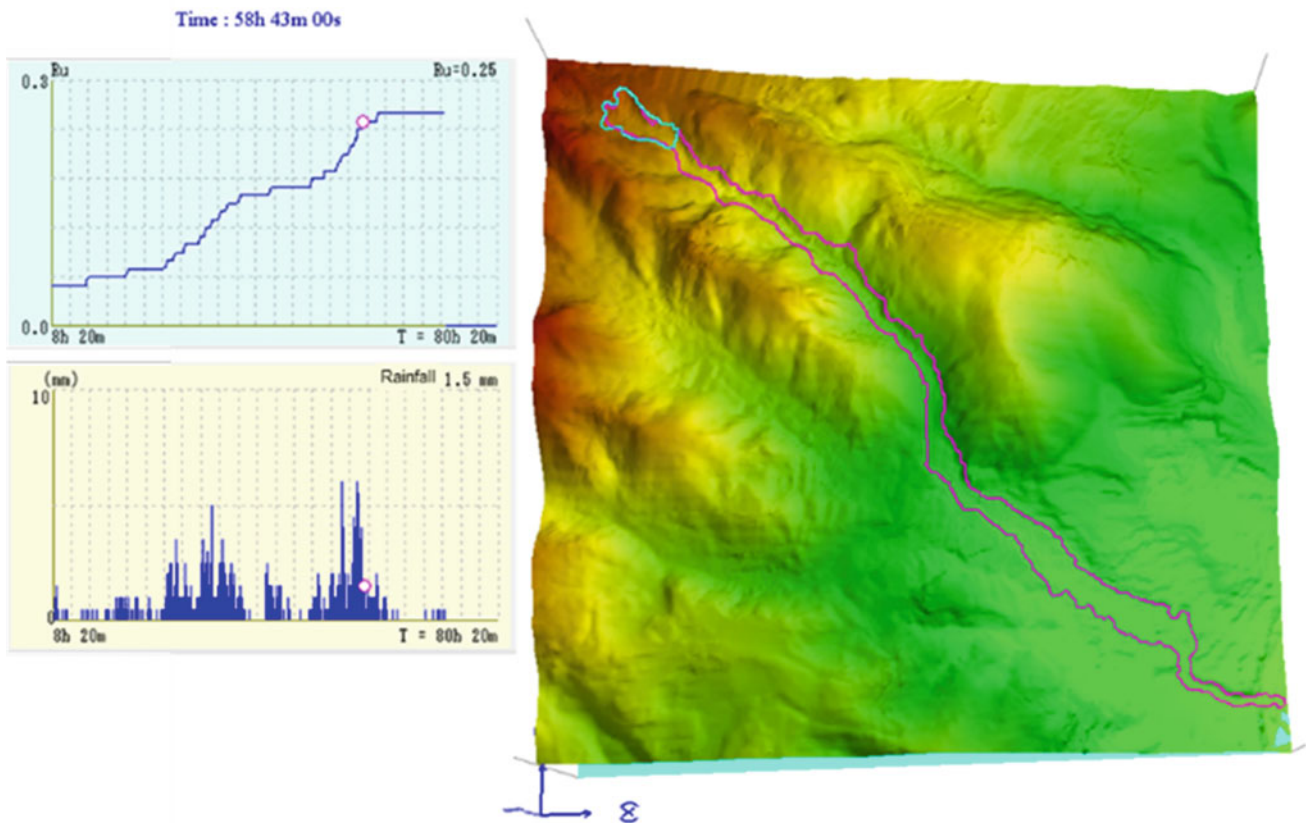 Time : 58h 43m 00s
Ru
Ru=0.25
0.3
0.0
8h 20m
T = 80h 20m
(mm)
Rainfall 1.5 mm
10
0
8h 20m
T = 80h 20m